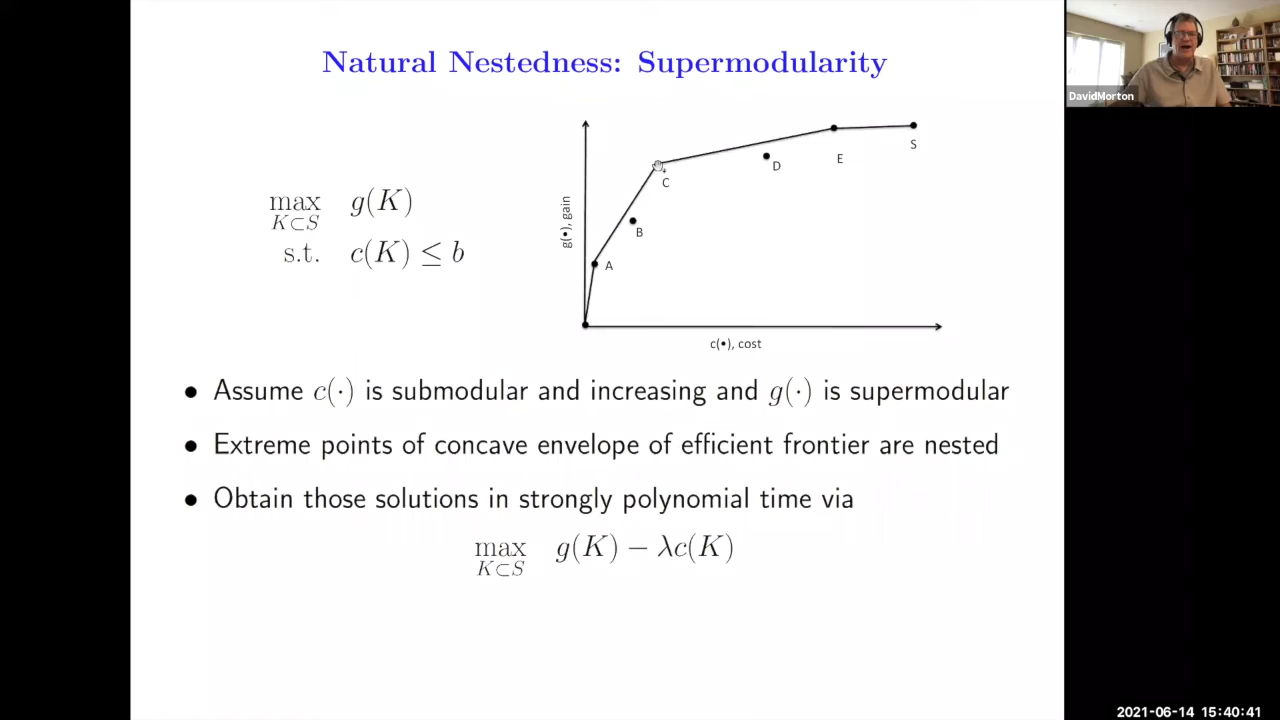 Natural Nestedness: Supermodularity
DavidMorton
max g(K)
K⊂S
s.t. c(K) ≤ b
g(•), gain
A
B
C
D
E
S
c(•), cost
• Assume c(·) is submodular and increasing and g(·) is supermodular
• Extreme points of concave envelope of efficient frontier are nested
• Obtain those solutions in strongly polynomial time via
max g(K) − λc(K)
K⊂S
2021-06-14 15:40:41